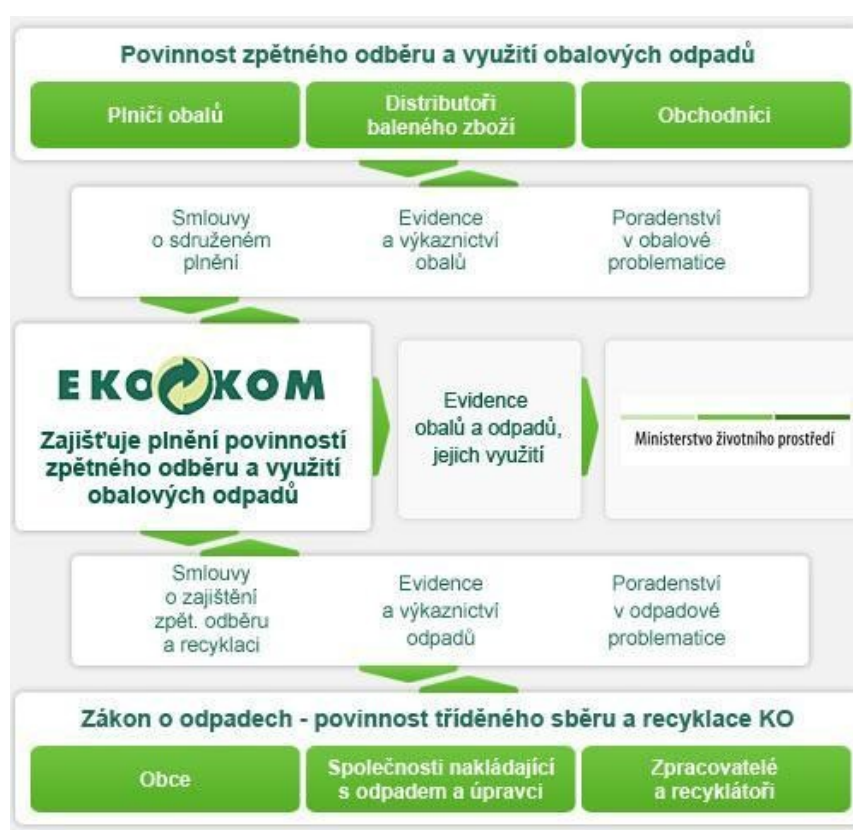 Povinnost zpětného odběru a využití obalových odpadů
Plniči obalů
Distributoři
baleného zboží
Obchodníci
Smlouvy
o sdruženém
plnění
Evidence
a výkaznictví
obalů
Poradenství
v obalové
problematice
EKO KOM
Zajišťuje plnění povinností
zpětného odběru a využití
obalových odpadů
Evidence
obalů a odpadů,
jejich využití
Ministerstvo životního prostředí
Smlouvy
o zajištění
zpět. odběru
a recyklaci
Evidence
a výkaznictví
odpadů
Poradenství
v odpadové
problematice
Zákon o odpadech - povinnost tříděného sběru a recyklace KO
Obce
Společnosti nakládající
s odpadem a úpravci
Zpracovatelé
a recyklátoři